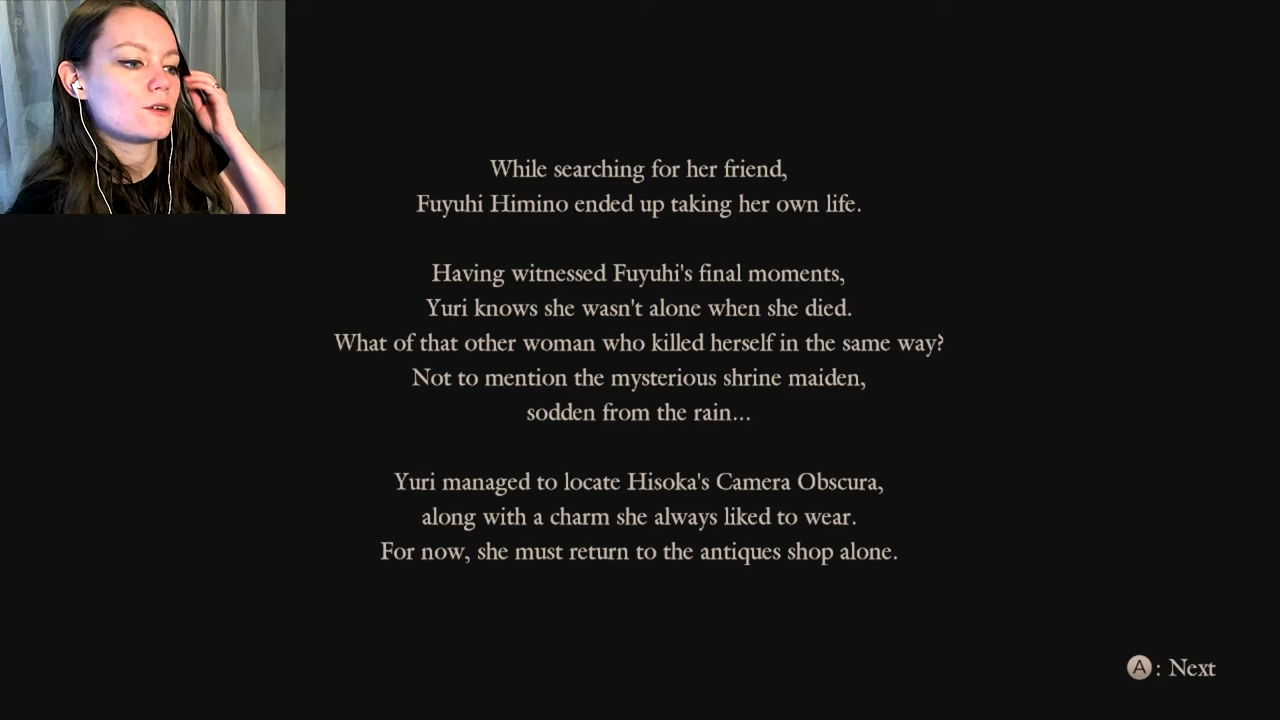 While searching for her friend,
Fuyuhi Himino ended up taking her own life.
Having witnessed Fuyuhi's final moments,
Yuri knows she wasn't alone when she died.
What of that other woman who killed herself in the same way?
Not to mention the mysterious shrine maiden,
sodden from the rain...
Yuri managed to locate Hisoka's Camera Obscura,
along with a charm she always liked to wear.
For now, she must return to the antiques shop alone.
A : Next